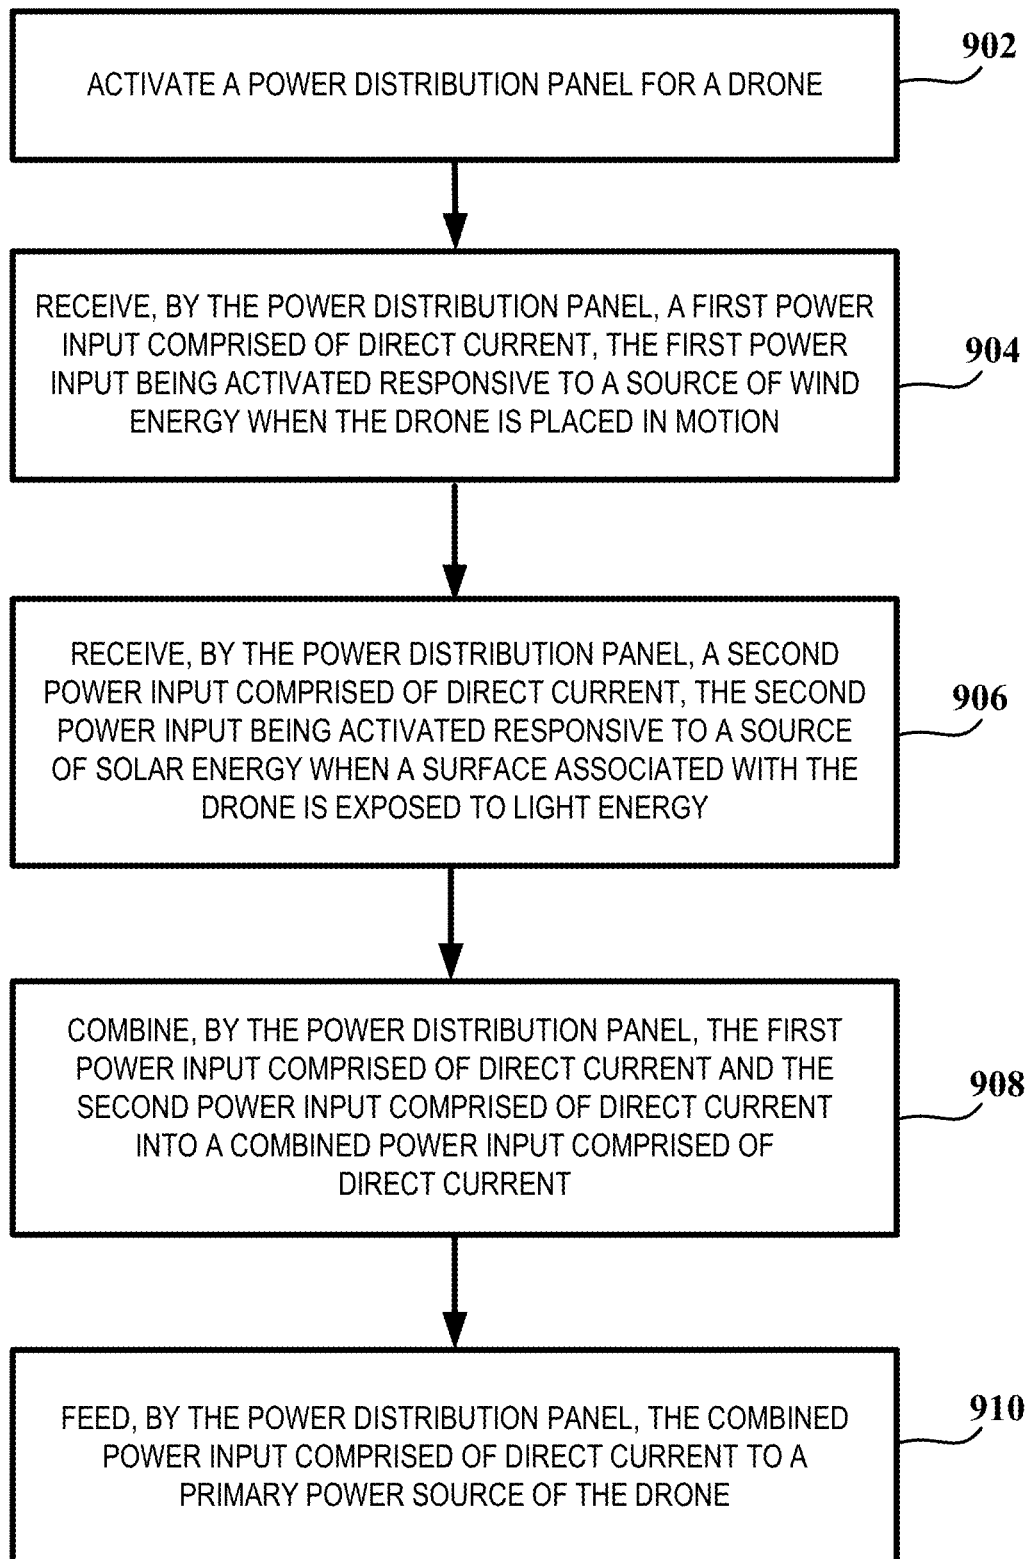 902
ACTIVATE A POWER DISTRIBUTION PANEL FOR A DRONE
RECEIVE, BY THE POWER DISTRIBUTION PANEL, A FIRST POWER
INPUT COMPRISED OF DIRECT CURRENT, THE FIRST POWER
INPUT BEING ACTIVATED RESPONSIVE TO A SOURCE OF WIND
ENERGY WHEN THE DRONE IS PLACED IN MOTION
904
RECEIVE, BY THE POWER DISTRIBUTION PANEL, A SECOND
POWER INPUT COMPRISED OF DIRECT CURRENT, THE SECOND
POWER INPUT BEING ACTIVATED RESPONSIVE TO A SOURCE
OF SOLAR ENERGY WHEN A SURFACE ASSOCIATED WITH THE
DRONE IS EXPOSED TO LIGHT ENERGY
906
COMBINE, BY THE POWER DISTRIBUTION PANEL, THE FIRST
POWER INPUT COMPRISED OF DIRECT CURRENT AND THE
SECOND POWER INPUT COMPRISED OF DIRECT CURRENT
INTO A COMBINED POWER INPUT COMPRISED OF
DIRECT CURRENT
908
FEED, BY THE POWER DISTRIBUTION PANEL, THE COMBINED
POWER INPUT COMPRISED OF DIRECT CURRENT TO A
PRIMARY POWER SOURCE OF THE DRONE
910